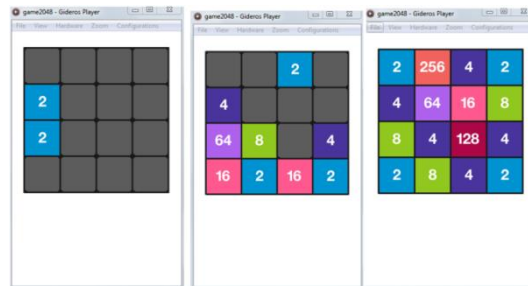 game2048 - Gideros Player
File View Hardware Zoom Configurations
2
2
game2048 - Gideros Player
File View Hardware Zoom Configurations
2
4
64 8 4
16 2 16 2
game2048 - Gideros Player
File View Hardware Zoom Configurations
2 256 4 2
4 64 16 8
8 4 128 4
2 8 4 2